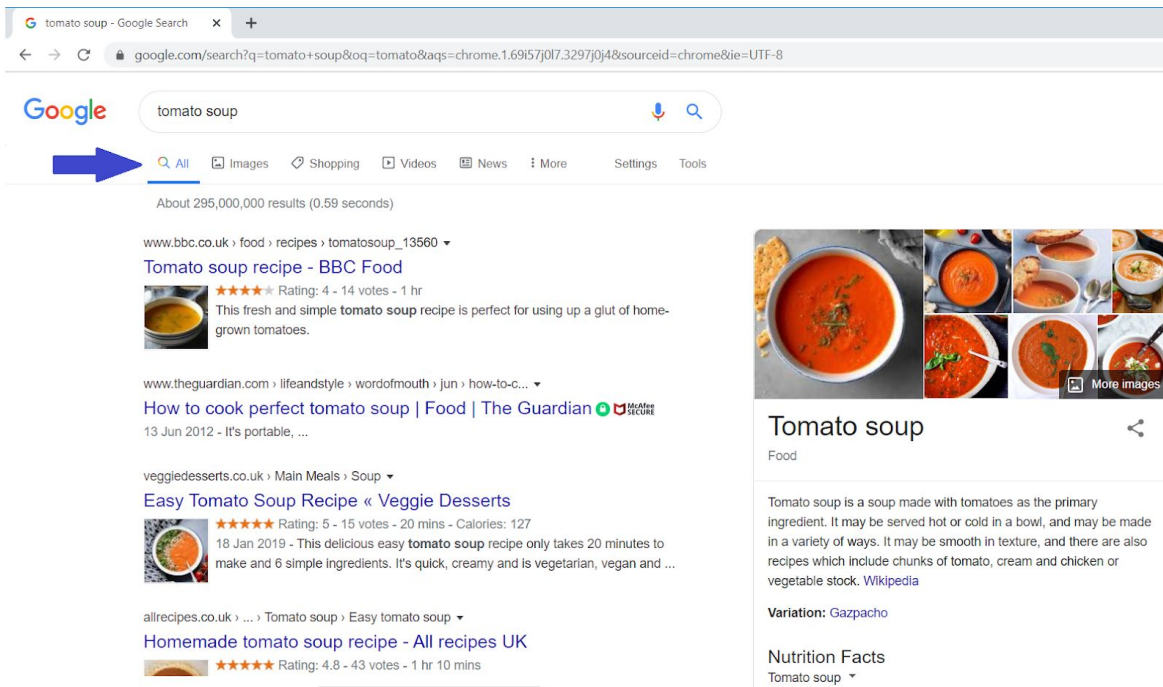 tomato soup - Google Search
google.com/search?q=tomato+soup&oq=tomato&aqs=chrome.1.69i57j0l7.3297j0j4&sourceid=chrome&ie=UTF-8
Google
tomato soup
All Images Shopping Videos News More Settings Tools
About 295,000,000 results (0.59 seconds)
www.bbc.co.uk › food › recipes › tomatosoup_13560
Tomato soup recipe - BBC Food
Rating: 4 - 14 votes - 1 hr
This fresh and simple tomato soup recipe is perfect for using up a glut of home-
grown tomatoes.
www.theguardian.com › lifeandstyle › wordofmouth › jun › how-to-c...
How to cook perfect tomato soup | Food | The Guardian McAfee SECURE
13 Jun 2012 - It's portable, ...
veggiedesserts.co.uk › Main Meals › Soup
Easy Tomato Soup Recipe « Veggie Desserts
Rating: 5 - 15 votes - 20 mins - Calories: 127
18 Jan 2019 - This delicious easy tomato soup recipe only takes 20 minutes to
make and 6 simple ingredients. It's quick, creamy and is vegetarian, vegan and ...
allrecipes.co.uk › ... › Tomato soup › Easy tomato soup
Homemade tomato soup recipe - All recipes UK
Rating: 4.8 - 43 votes - 1 hr 10 mins
More images
Tomato soup
Food
Tomato soup is a soup made with tomatoes as the primary
ingredient. It may be served hot or cold in a bowl, and may be made
in a variety of ways. It may be smooth in texture, and there are also
recipes which include chunks of tomato, cream and chicken or
vegetable stock. Wikipedia
Variation: Gazpacho
Nutrition Facts
Tomato soup